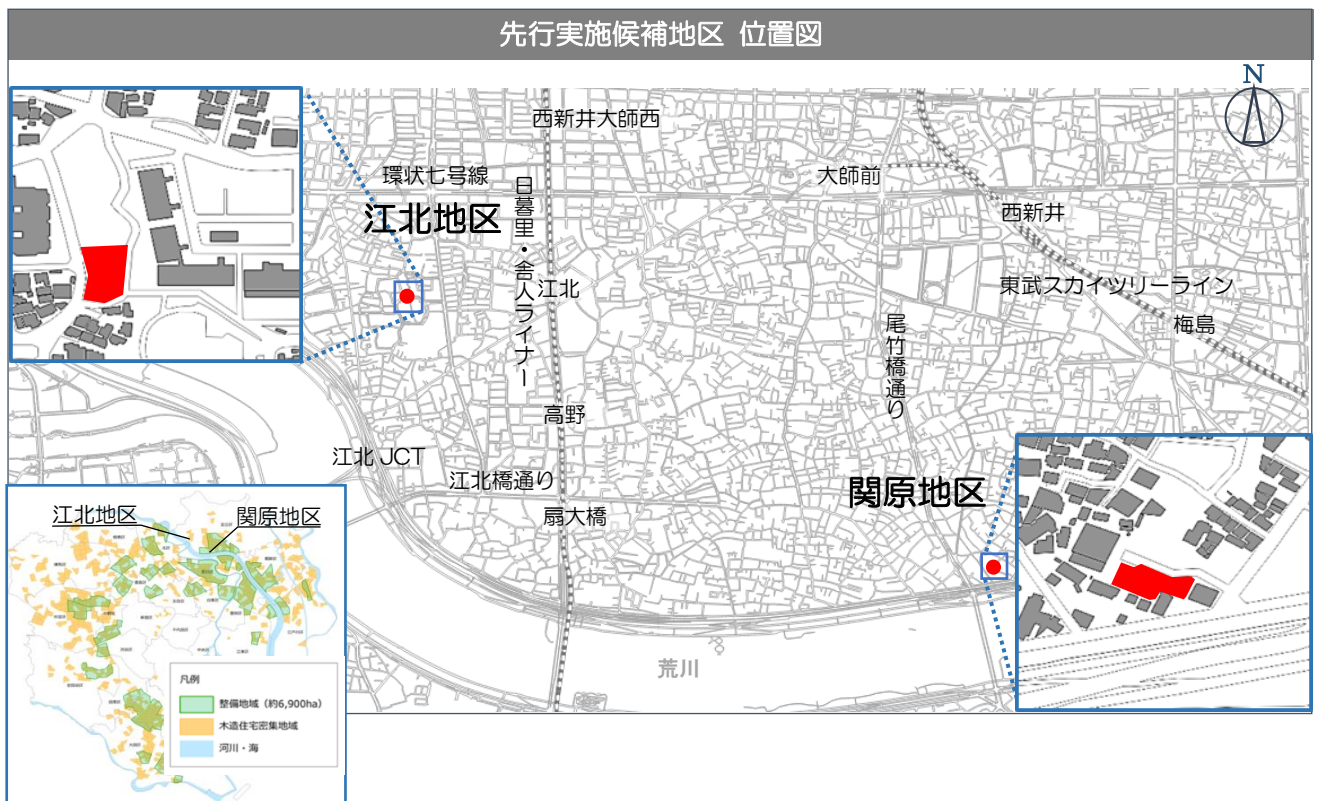 先行実施候補地区 位置図
N
西新井大師西
環状七号線
大師前
江北地区
日暮里・舎人ライナー
西新井
江北
東武スカイツリーライン
梅島
尾竹橋通り
高野
江北 JCT
江北橋通り
関原地区
扇大橋
荒川
江北地区
関原地区
凡例
整備地域（約6,900ha）
木造住宅密集地域
河川・海